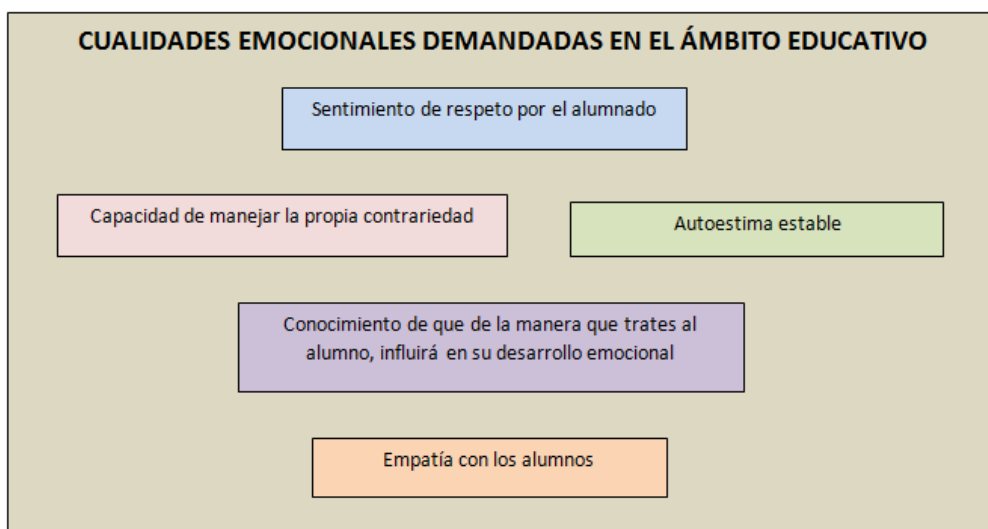 CUALIDADES EMOCIONALES DEMANDADAS EN EL ÁMBITO EDUCATIVO
Sentimiento de respeto por el alumnado
Capacidad de manejar la propia contrariedad
Autoestima estable
Conocimiento de que de la manera que trates al
alumno, influirá en su desarrollo emocional
Empatía con los alumnos